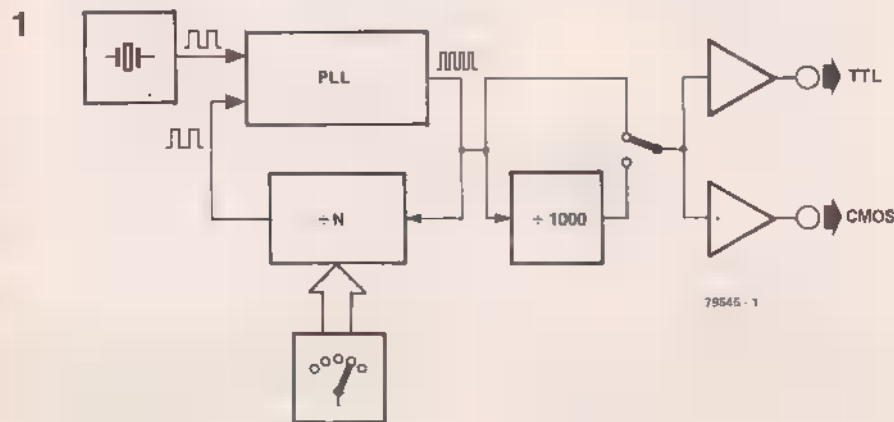 1
PLL
TTL
÷ N
÷ 1000
CMOS
79545 - 1